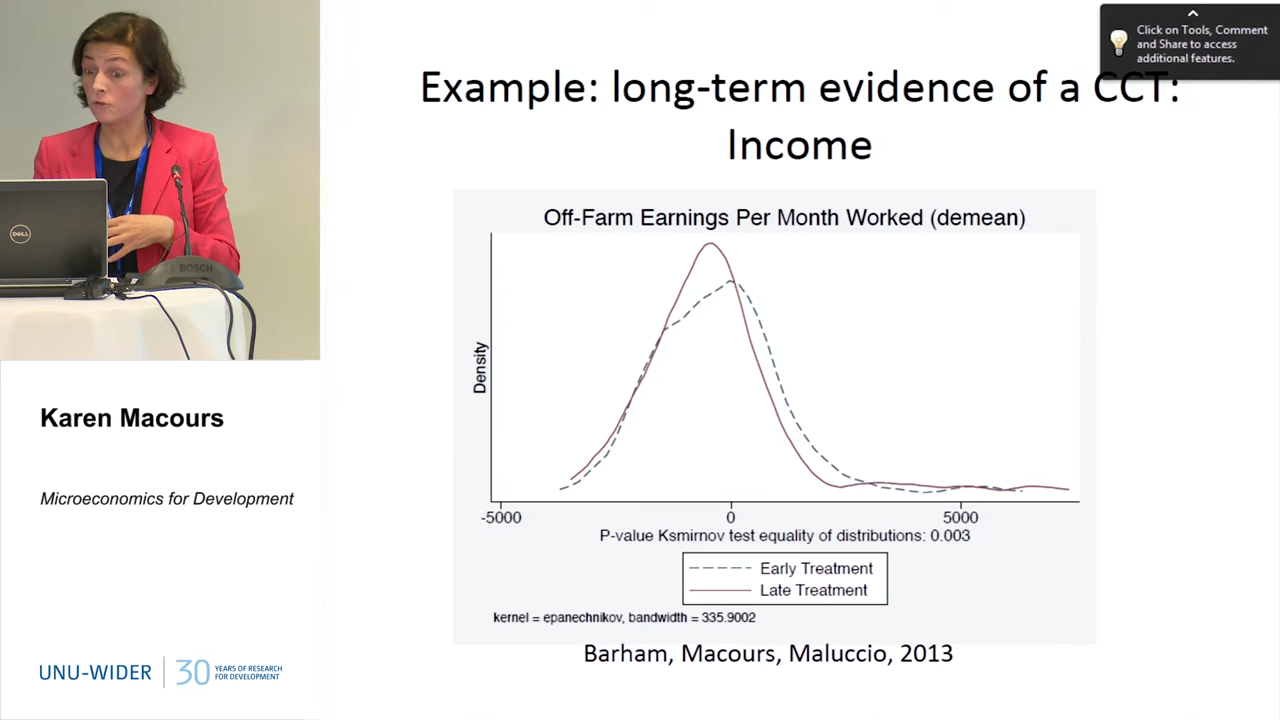 Click on Tools, Comment
and Share to access
additional features.
Example: long-term evidence of a CCT:
Income
Off-Farm Earnings Per Month Worked (demean)
Density
-5000 0 5000
P-value Ksmirnov test equality of distributions: 0.003
Early Treatment
Late Treatment
kernel = epanechnikov, bandwidth = 335.9002
Barham, Macours, Maluccio, 2013
DELL
BOSCH
Karen Macours
Microeconomics for Development
UNU-WIDER
30 YEARS OF RESEARCH
FOR DEVELOPMENT